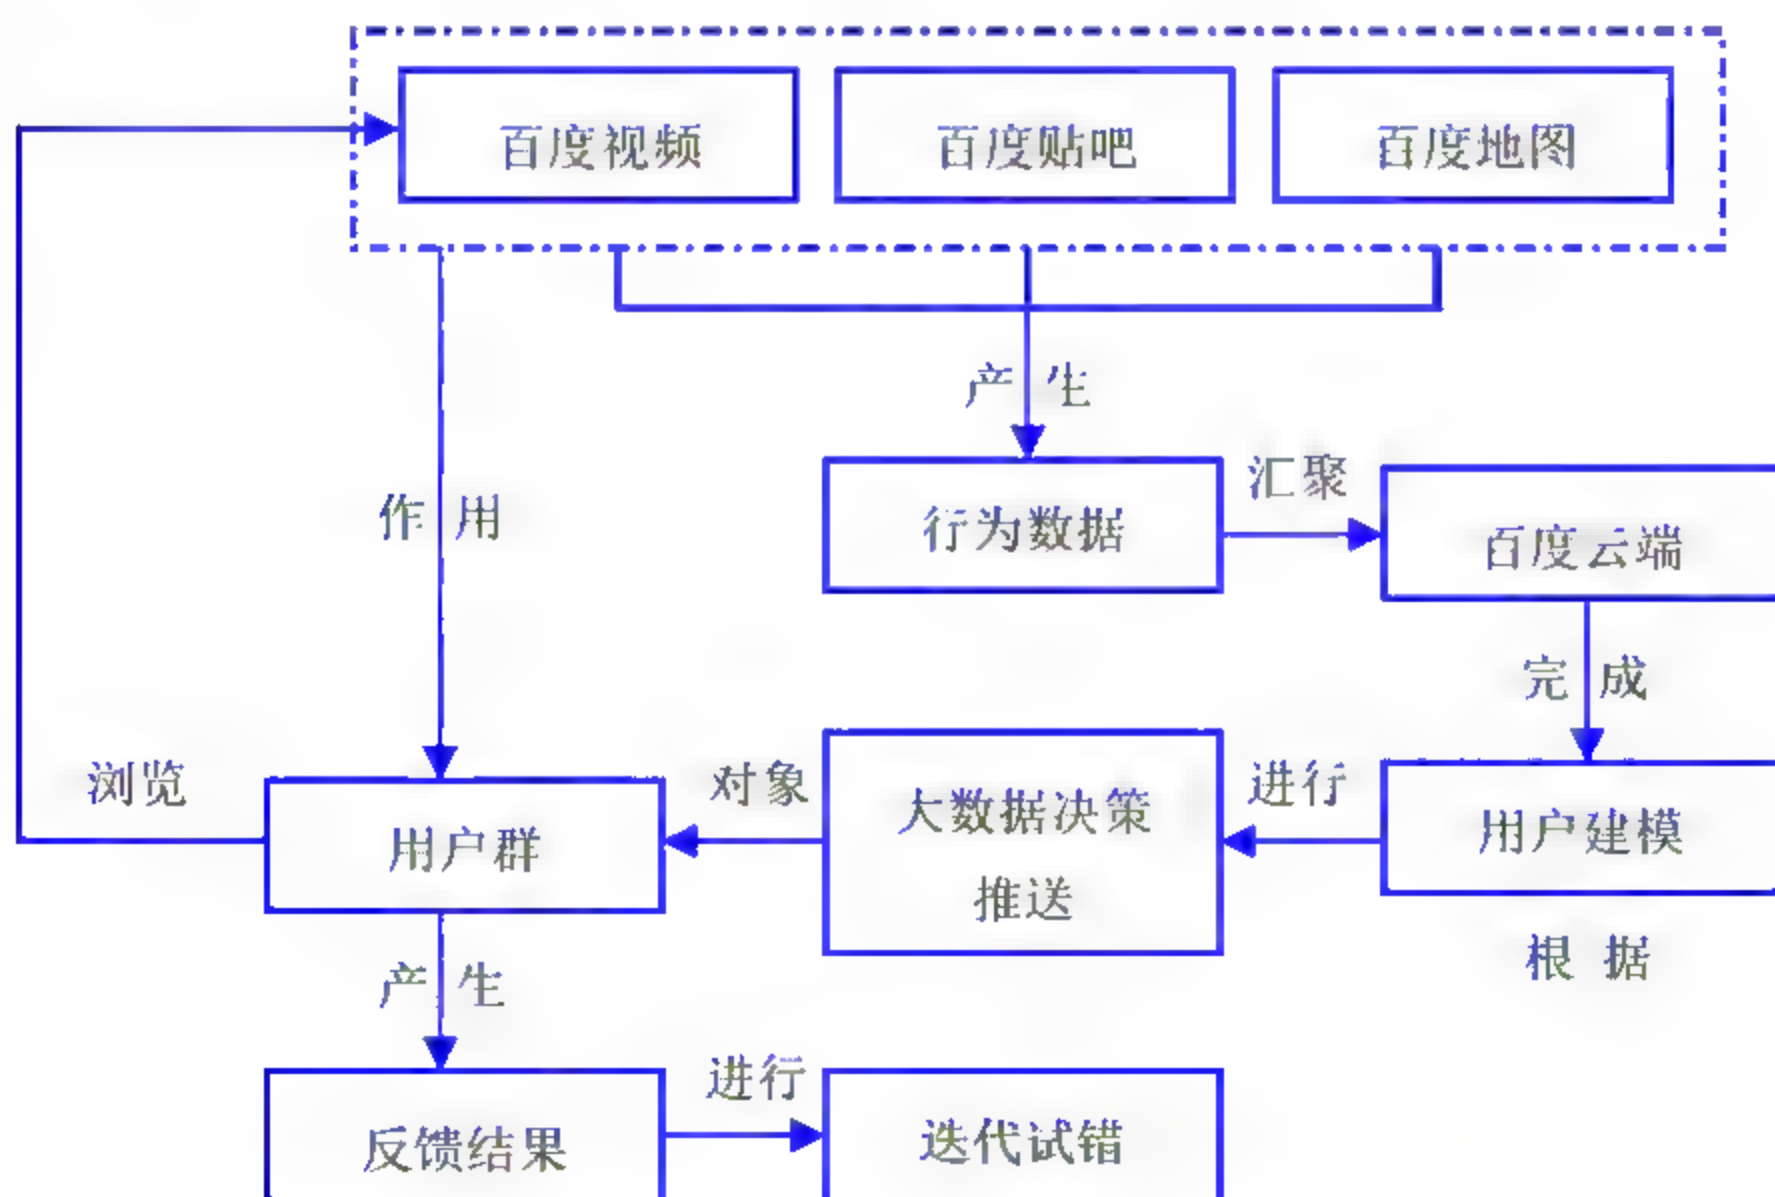 百度视频
百度贴吧
百度地图
产生
汇聚
作用
行为数据
百度云端
完成
浏览
对象
进行
用户群
大数据决策
推送
用户建模
产生
根据
进行
反馈结果
迭代试错